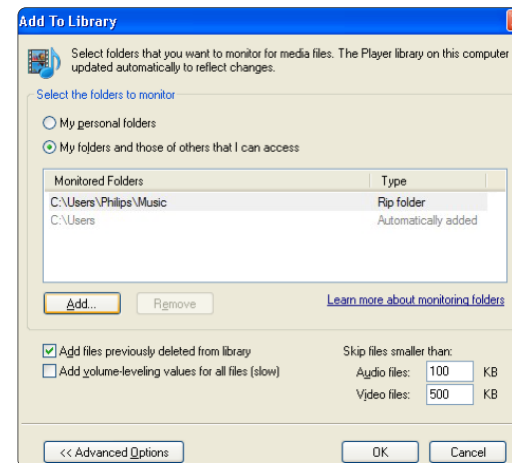 Add To Library
Select folders that you want to monitor for media files. The Player library on this computer
updated automatically to reflect changes.
Select the folders to monitor
My personal folders
My folders and those of others that I can access
Monitored Folders Type
C:\Users\Philips\Music Rip folder
C:\Users Automatically added
Add... Remove Learn more about monitoring folders
Add files previously deleted from library Skip files smaller than:
Add volume-leveling values for all files (slow) Audio files: 100 KB
Video files: 500 KB
<< Advanced Options OK Cancel